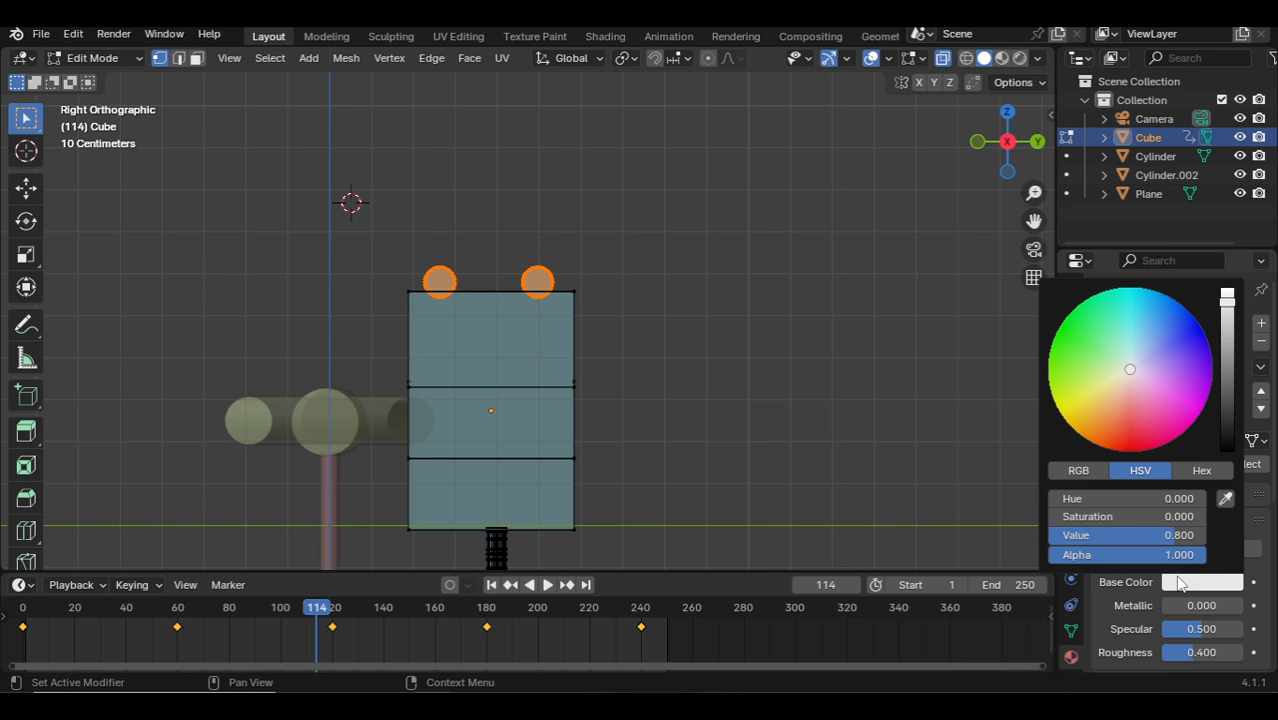 File Edit Render Window Help Layout Modeling Sculpting UV Editing Texture Paint Shading Animation Rendering Compositing Geomet Scene ViewLayer
Edit Mode View Select Add Mesh Vertex Edge Face UV Global Search
X Y Z Options
Right Orthographic
(114) Cube
10 Centimeters
Z
X Y
Scene Collection
Collection
Camera
Cube
Cylinder
Cylinder.002
Plane
Search
RGB HSV Hex
lect
Hue 0.000
Saturation 0.000
Value 0.800
Alpha 1.000
Base Color
Metallic 0.000
Specular 0.500
Roughness 0.400
Playback Keying View Marker 114 Start 1 End 250
0 20 40 60 80 100 114 20 140 160 180 200 220 240 260 280 300 320 340 360 380
Set Active Modifier Pan View Context Menu 4.1.1